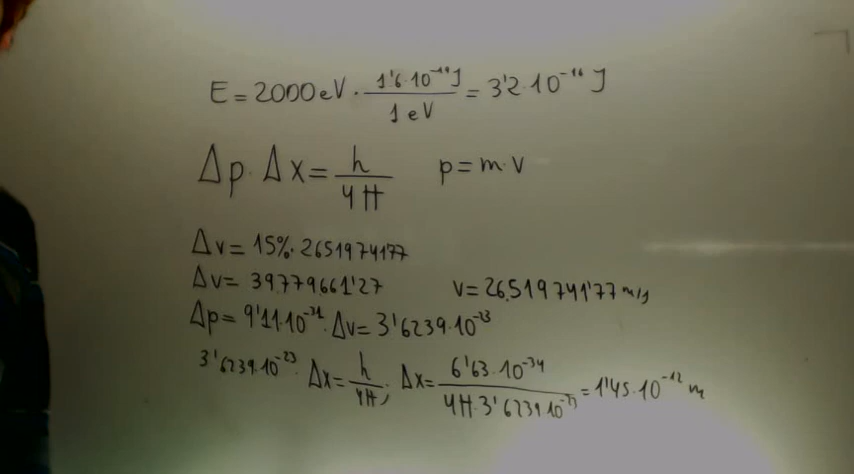 E = 2000 eV · 1'6·10⁻¹⁹ J / 1 eV = 3'2·10⁻¹⁶ J
Δp · Δx = h / 4π p = m·v
Δv = 15% · 26519741'77
Δv = 3977966'27 v = 26519741'77 m/s
Δp = 9'11·10⁻³¹ · Δv = 3'6239·10⁻²³
3'6239·10⁻²³ · Δx = h / 4π ; Δx = 6'63·10⁻³⁴ / 4π·3'6239·10⁻²³ = 1'45·10⁻¹² m